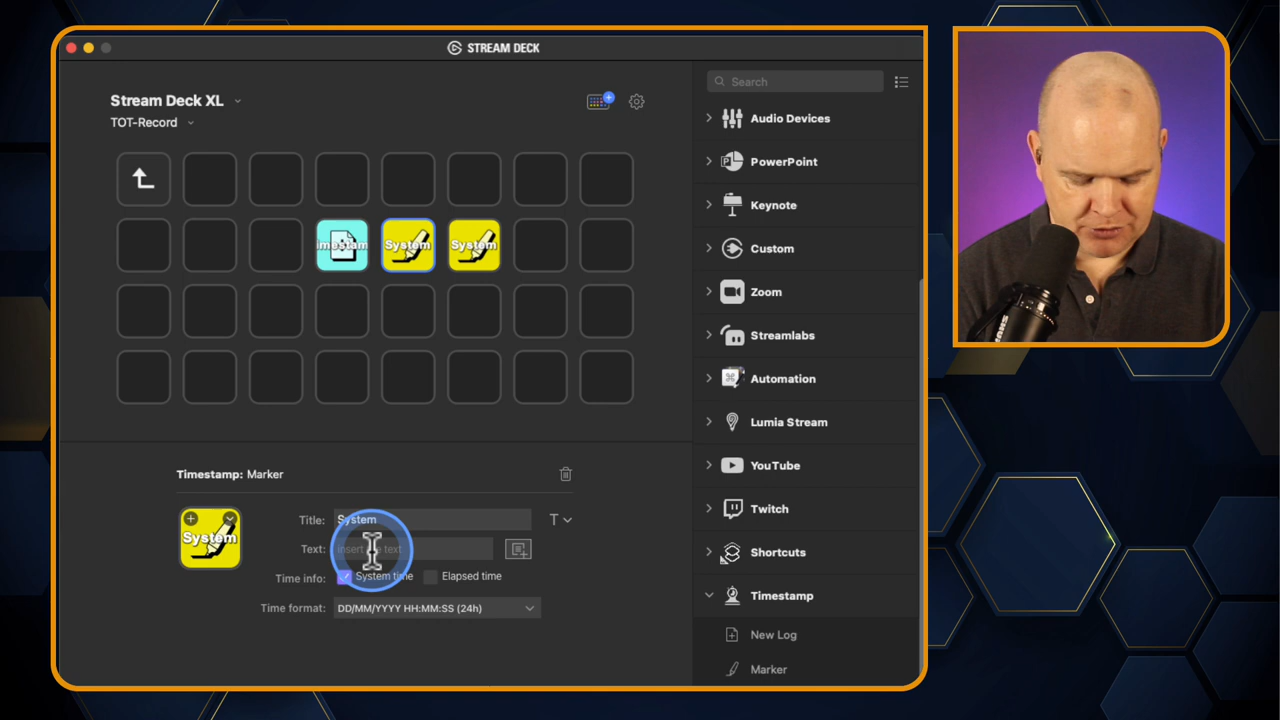 STREAM DECK
Stream Deck XL
TOT-Record
Search
Audio Devices
PowerPoint
Keynote
Custom
Zoom
Streamlabs
Automation
Lumia Stream
YouTube
Twitch
Shortcuts
Timestamp
New Log
Marker
imestam
System
System
Timestamp: Marker
System
Title: System
Text: insert text
Time info: System time Elapsed time
Time format: DD/MM/YYYY HH:MM:SS (24h)